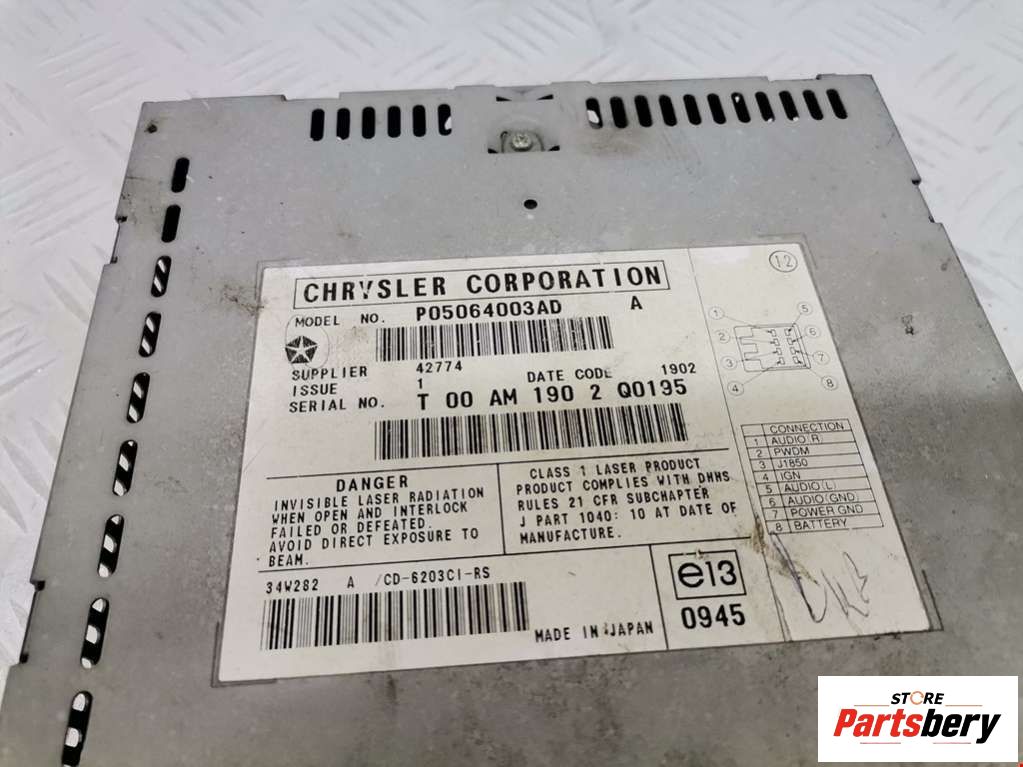 12
CHRYSLER CORPORATION
MODEL NO. P05064003AD A
SUPPLIER 42774
ISSUE 1 DATE CODE 1902
SERIAL NO. T 00 AM 190 2 Q0195
1
2
3
4
5
6
7
8
CONNECTION
1 AUDIO(R)
2 PWDM
3 J1850
4 IGN
5 AUDIO(L)
6 AUDIO(GND)
7 POWER GND
8 BATTERY
DANGER
INVISIBLE LASER RADIATION
WHEN OPEN AND INTERLOCK
FAILED OR DEFEATED.
AVOID DIRECT EXPOSURE TO
BEAM.
CLASS 1 LASER PRODUCT
PRODUCT COMPLIES WITH DHHS
RULES 21 CFR SUBCHAPTER
J PART 1040: 10 AT DATE OF
MANUFACTURE.
34W282 A /CD-6203CI-RS
MADE IN JAPAN
e13
0945
STORE
Partsbery